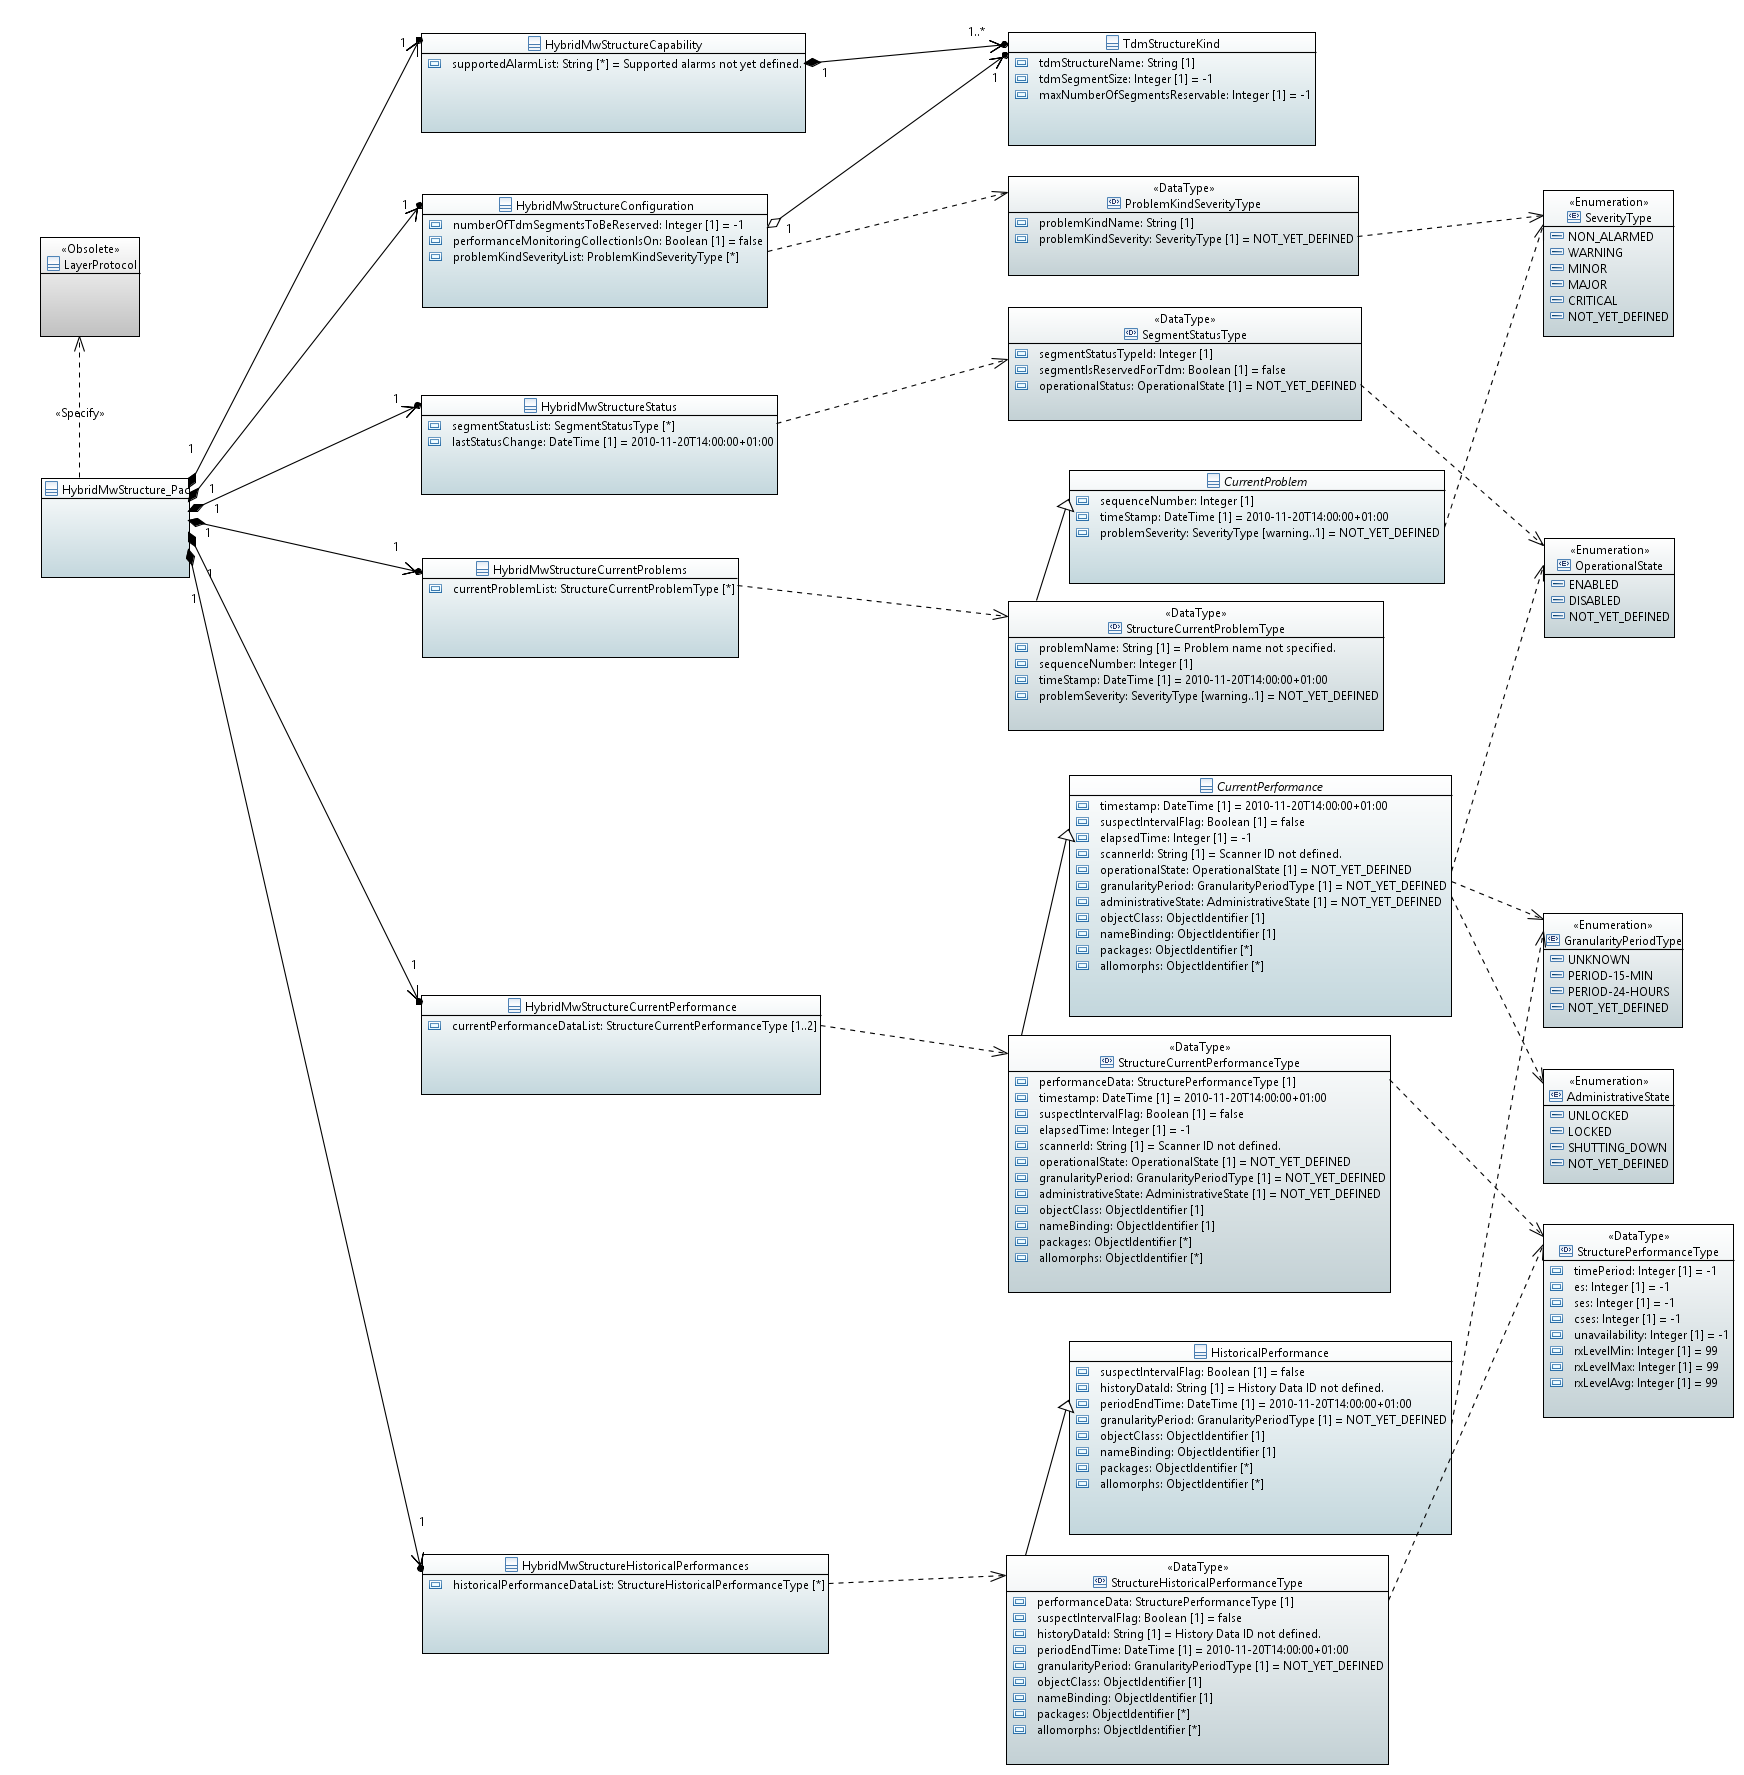 «Obsolete»
LayerProtocol
«Specify»
HybridMwStructure_Pac
1
1
1
1
1
1
1
1
1
1
1
1
HybridMwStructureCapability
supportedAlarmList: String [*] = Supported alarms not yet defined.
1
1..*
HybridMwStructureConfiguration
numberOfTdmSegmentsToBeReserved: Integer [1] = -1
performanceMonitoringCollectionIsOn: Boolean [1] = false
problemKindSeverityList: ProblemKindSeverityType [*]
1
1
HybridMwStructureStatus
segmentStatusList: SegmentStatusType [*]
lastStatusChange: DateTime [1] = 2010-11-20T14:00:00+01:00
HybridMwStructureCurrentProblems
currentProblemList: StructureCurrentProblemType [*]
HybridMwStructureCurrentPerformance
currentPerformanceDataList: StructureCurrentPerformanceType [1..2]
HybridMwStructureHistoricalPerformances
historicalPerformanceDataList: StructureHistoricalPerformanceType [*]
TdmStructureKind
tdmStructureName: String [1]
tdmSegmentSize: Integer [1] = -1
maxNumberOfSegmentsReservable: Integer [1] = -1
«DataType»
ProblemKindSeverityType
problemKindName: String [1]
problemKindSeverity: SeverityType [1] = NOT_YET_DEFINED
«DataType»
SegmentStatusType
segmentStatusTypeId: Integer [1]
segmentIsReservedForTdm: Boolean [1] = false
operationalStatus: OperationalState [1] = NOT_YET_DEFINED
CurrentProblem
sequenceNumber: Integer [1]
timeStamp: DateTime [1] = 2010-11-20T14:00:00+01:00
problemSeverity: SeverityType [warning..1] = NOT_YET_DEFINED
«DataType»
StructureCurrentProblemType
problemName: String [1] = Problem name not specified.
sequenceNumber: Integer [1]
timeStamp: DateTime [1] = 2010-11-20T14:00:00+01:00
problemSeverity: SeverityType [warning..1] = NOT_YET_DEFINED
CurrentPerformance
timestamp: DateTime [1] = 2010-11-20T14:00:00+01:00
suspectIntervalFlag: Boolean [1] = false
elapsedTime: Integer [1] = -1
scannerId: String [1] = Scanner ID not defined.
operationalState: OperationalState [1] = NOT_YET_DEFINED
granularityPeriod: GranularityPeriodType [1] = NOT_YET_DEFINED
administrativeState: AdministrativeState [1] = NOT_YET_DEFINED
objectClass: ObjectIdentifier [1]
nameBinding: ObjectIdentifier [1]
packages: ObjectIdentifier [*]
allomorphs: ObjectIdentifier [*]
«DataType»
StructureCurrentPerformanceType
performanceData: StructurePerformanceType [1]
timestamp: DateTime [1] = 2010-11-20T14:00:00+01:00
suspectIntervalFlag: Boolean [1] = false
elapsedTime: Integer [1] = -1
scannerId: String [1] = Scanner ID not defined.
operationalState: OperationalState [1] = NOT_YET_DEFINED
granularityPeriod: GranularityPeriodType [1] = NOT_YET_DEFINED
administrativeState: AdministrativeState [1] = NOT_YET_DEFINED
objectClass: ObjectIdentifier [1]
nameBinding: ObjectIdentifier [1]
packages: ObjectIdentifier [*]
allomorphs: ObjectIdentifier [*]
HistoricalPerformance
suspectIntervalFlag: Boolean [1] = false
historyDataId: String [1] = History Data ID not defined.
periodEndTime: DateTime [1] = 2010-11-20T14:00:00+01:00
granularityPeriod: GranularityPeriodType [1] = NOT_YET_DEFINED
objectClass: ObjectIdentifier [1]
nameBinding: ObjectIdentifier [1]
packages: ObjectIdentifier [*]
allomorphs: ObjectIdentifier [*]
«DataType»
StructureHistoricalPerformanceType
performanceData: StructurePerformanceType [1]
suspectIntervalFlag: Boolean [1] = false
historyDataId: String [1] = History Data ID not defined.
periodEndTime: DateTime [1] = 2010-11-20T14:00:00+01:00
granularityPeriod: GranularityPeriodType [1] = NOT_YET_DEFINED
objectClass: ObjectIdentifier [1]
nameBinding: ObjectIdentifier [1]
packages: ObjectIdentifier [*]
allomorphs: ObjectIdentifier [*]
«Enumeration»
SeverityType
NON_ALARMED
WARNING
MINOR
MAJOR
CRITICAL
NOT_YET_DEFINED
«Enumeration»
OperationalState
ENABLED
DISABLED
NOT_YET_DEFINED
«Enumeration»
GranularityPeriodType
UNKNOWN
PERIOD-15-MIN
PERIOD-24-HOURS
NOT_YET_DEFINED
«Enumeration»
AdministrativeState
UNLOCKED
LOCKED
SHUTTING_DOWN
NOT_YET_DEFINED
«DataType»
StructurePerformanceType
timePeriod: Integer [1] = -1
es: Integer [1] = -1
ses: Integer [1] = -1
cses: Integer [1] = -1
unavailability: Integer [1] = -1
rxLevelMin: Integer [1] = 99
rxLevelMax: Integer [1] = 99
rxLevelAvg: Integer [1] = 99